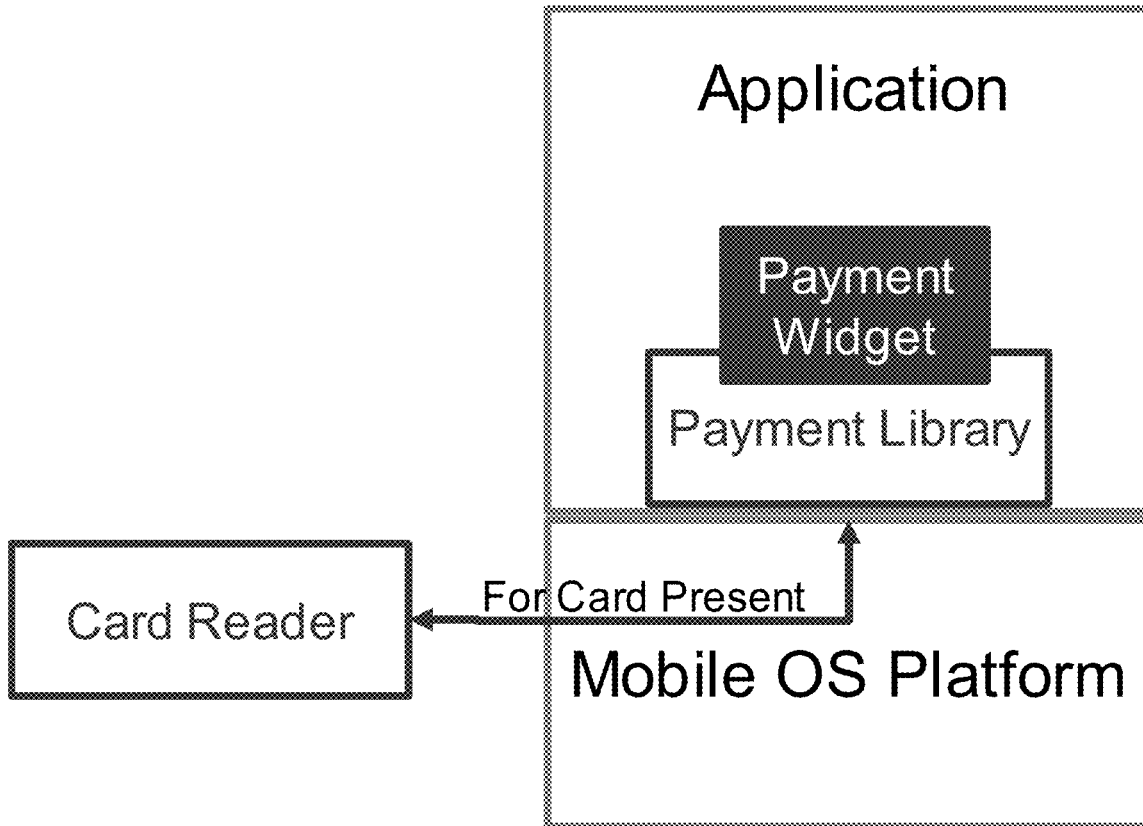 Application
Payment
Widget
Payment Library
For Card Present
Card Reader
Mobile OS Platform